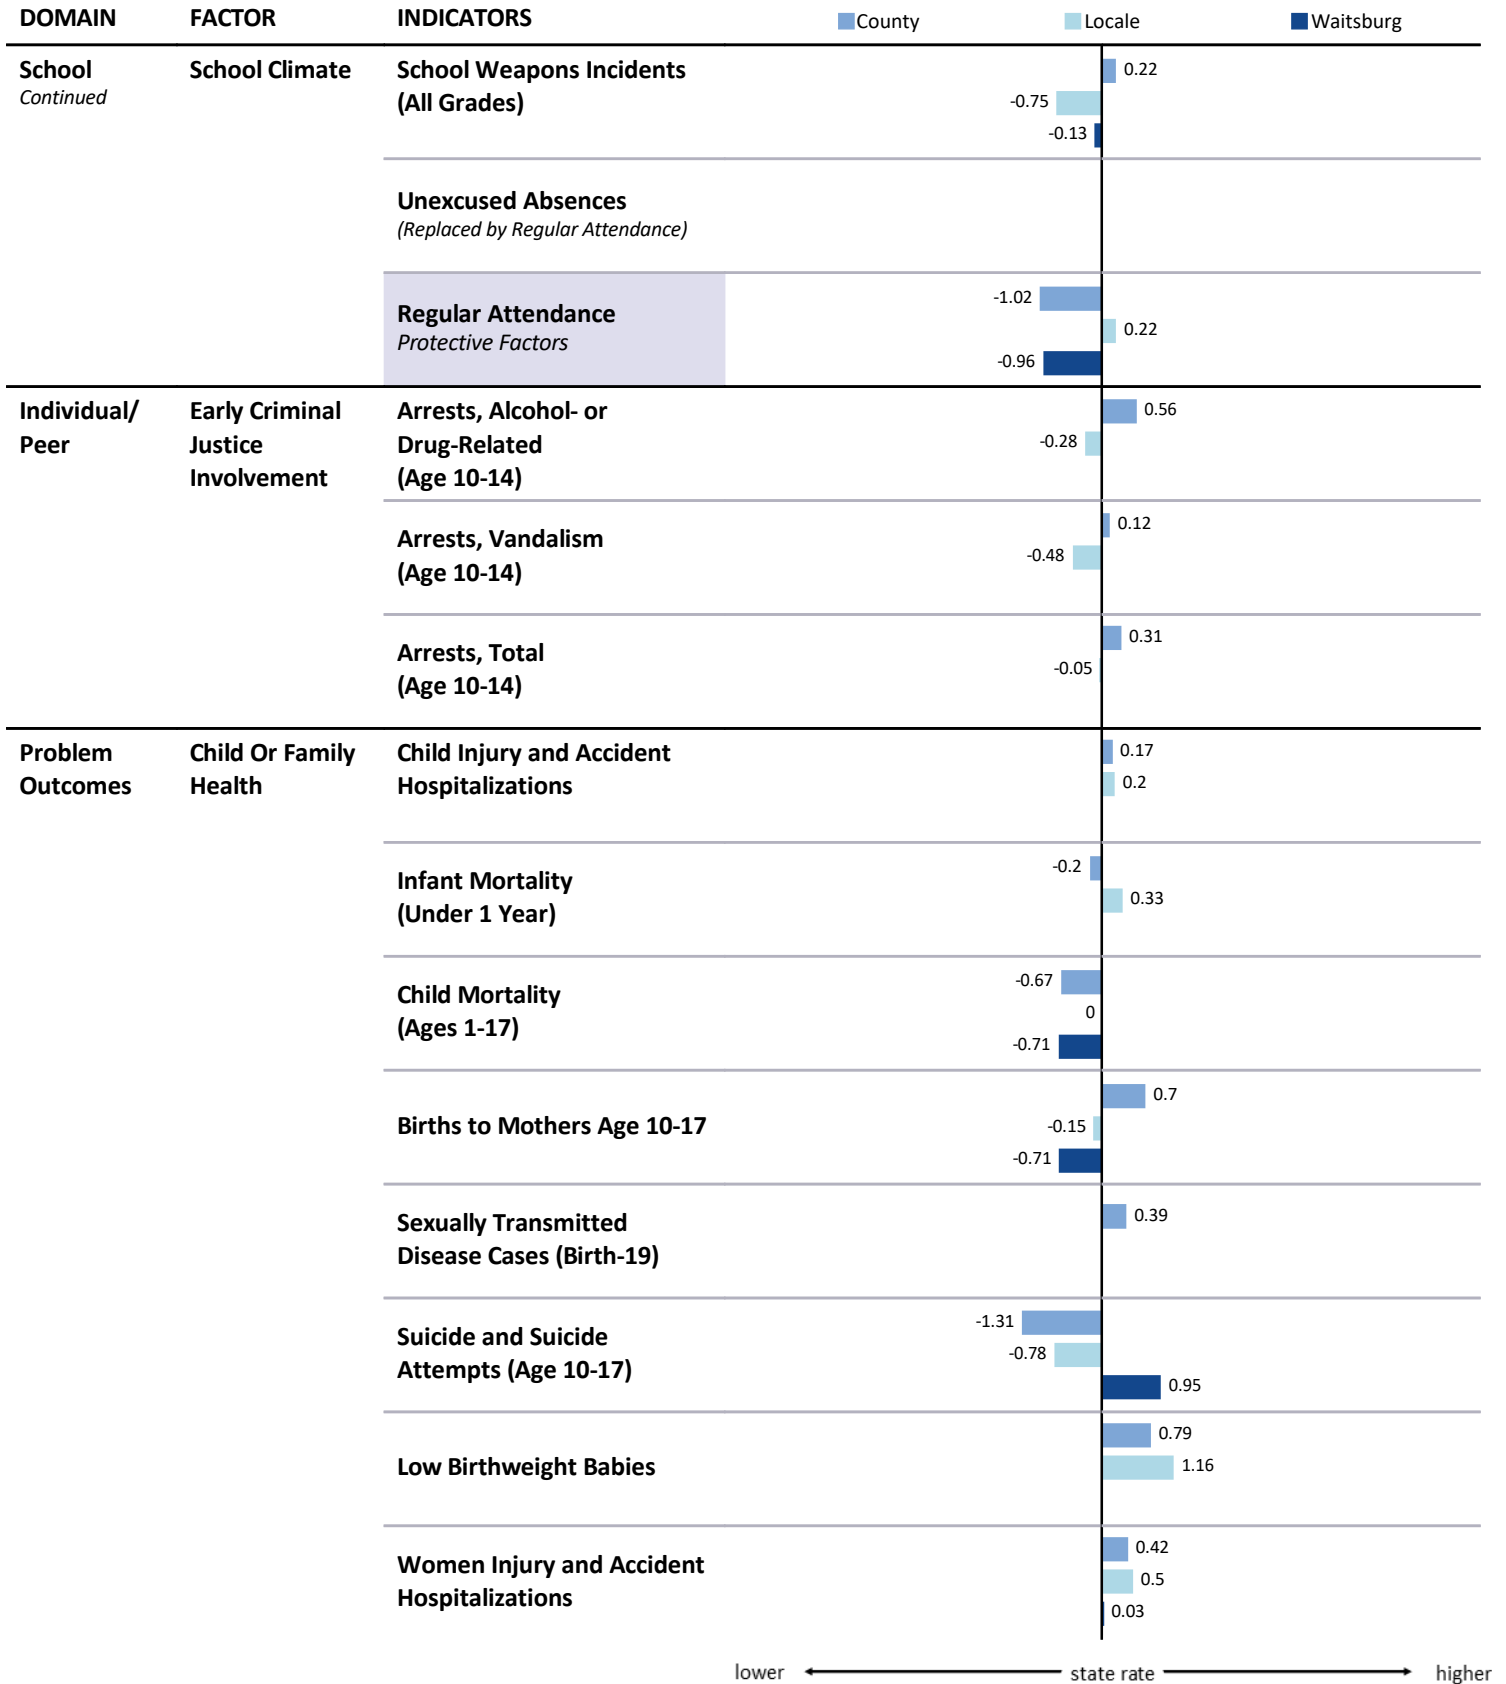 DOMAIN FACTOR INDICATORS County Locale Waitsburg
School School Climate School Weapons Incidents 0.22
Continued (All Grades) -0.75
-0.13
Unexcused Absences
(Replaced by Regular Attendance)
-1.02
Regular Attendance 0.22
Protective Factors
-0.96
Individual/ Early Criminal Arrests, Alcohol- or 0.56
Peer Justice Drug-Related -0.28
Involvement (Age 10-14)
0.12
Arrests, Vandalism -0.48
(Age 10-14)
0.31
Arrests, Total -0.05
(Age 10-14)
Problem Child Or Family Child Injury and Accident 0.17
Outcomes Health Hospitalizations 0.2
-0.2
Infant Mortality 0.33
(Under 1 Year)
-0.67
Child Mortality 0
(Ages 1-17)
-0.71
0.7
Births to Mothers Age 10-17 -0.15
-0.71
0.39
Sexually Transmitted
Disease Cases (Birth-19)
-1.31
Suicide and Suicide -0.78
Attempts (Age 10-17)
0.95
0.79
Low Birthweight Babies 1.16
0.42
Women Injury and Accident 0.5
Hospitalizations 0.03
lower state rate higher